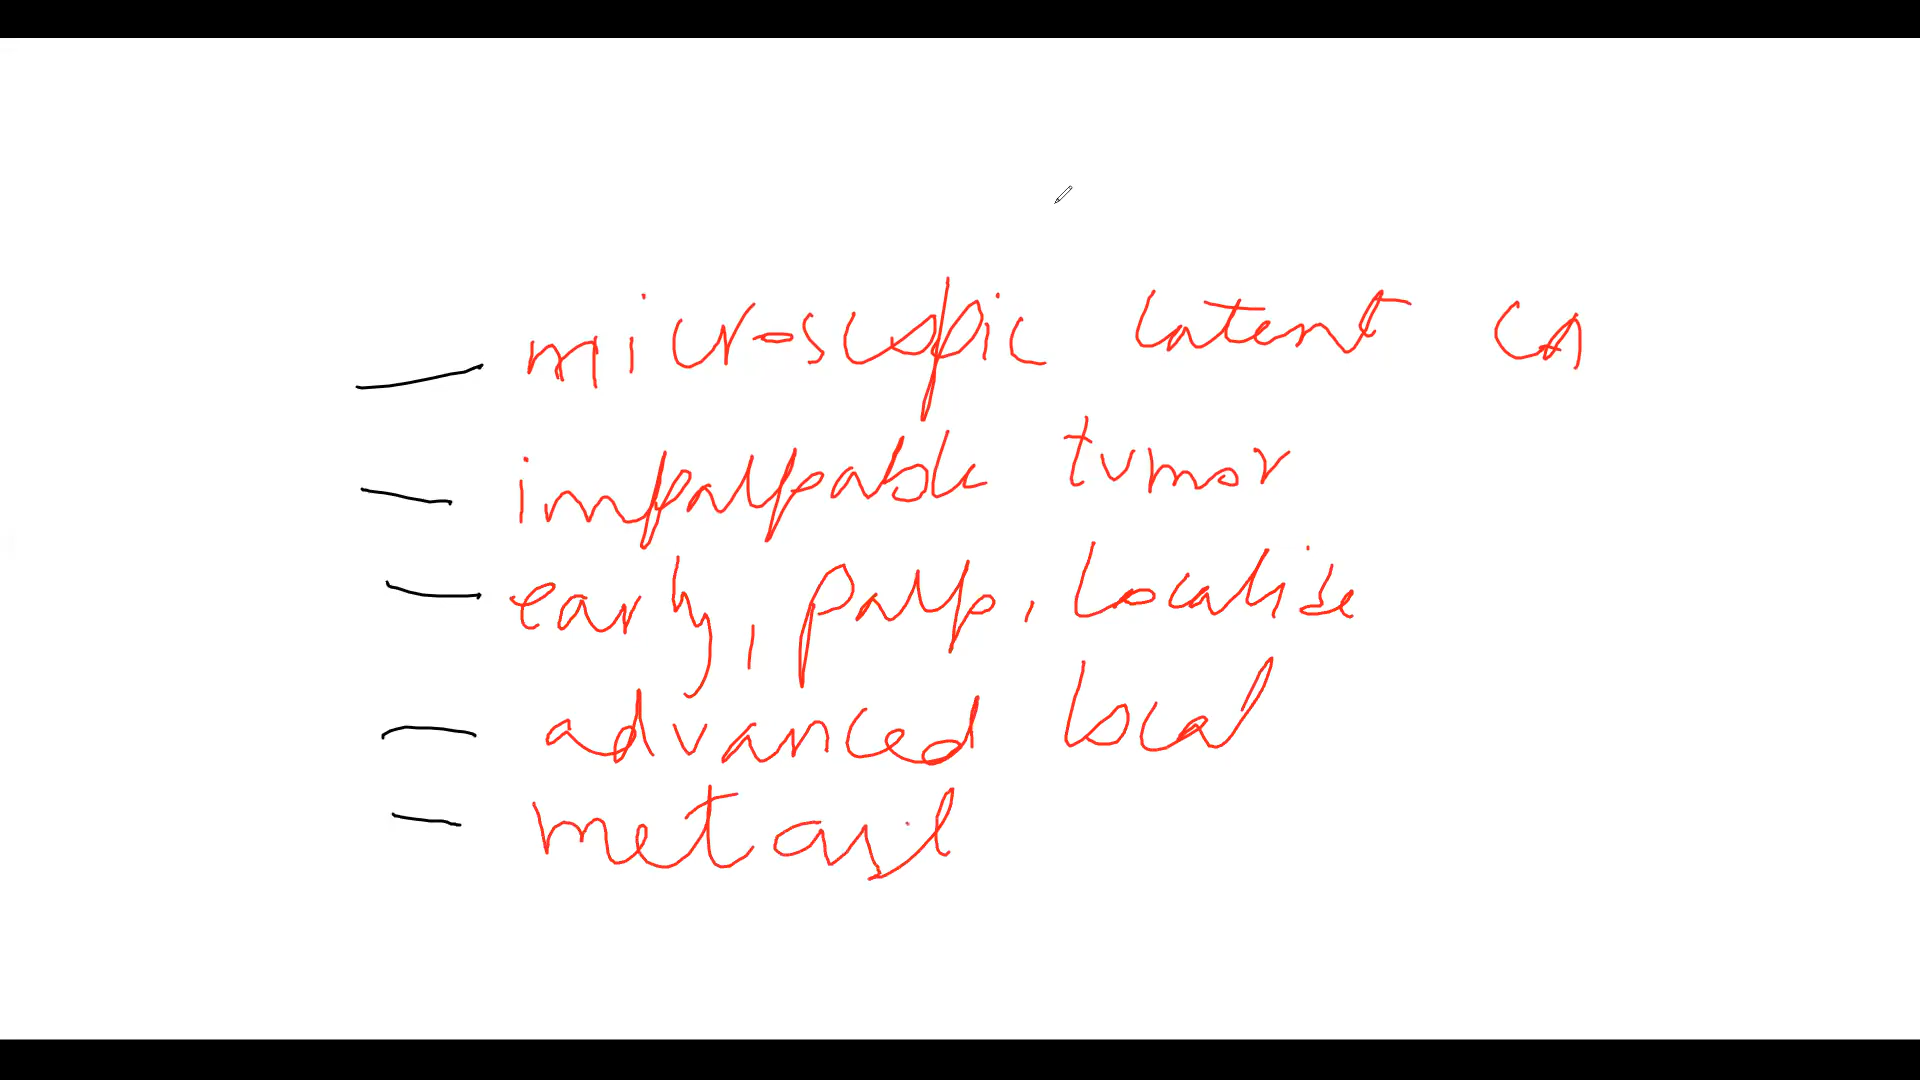 microscopic latent CA
impalpable tumor
early, palp, localise
advanced local
metast